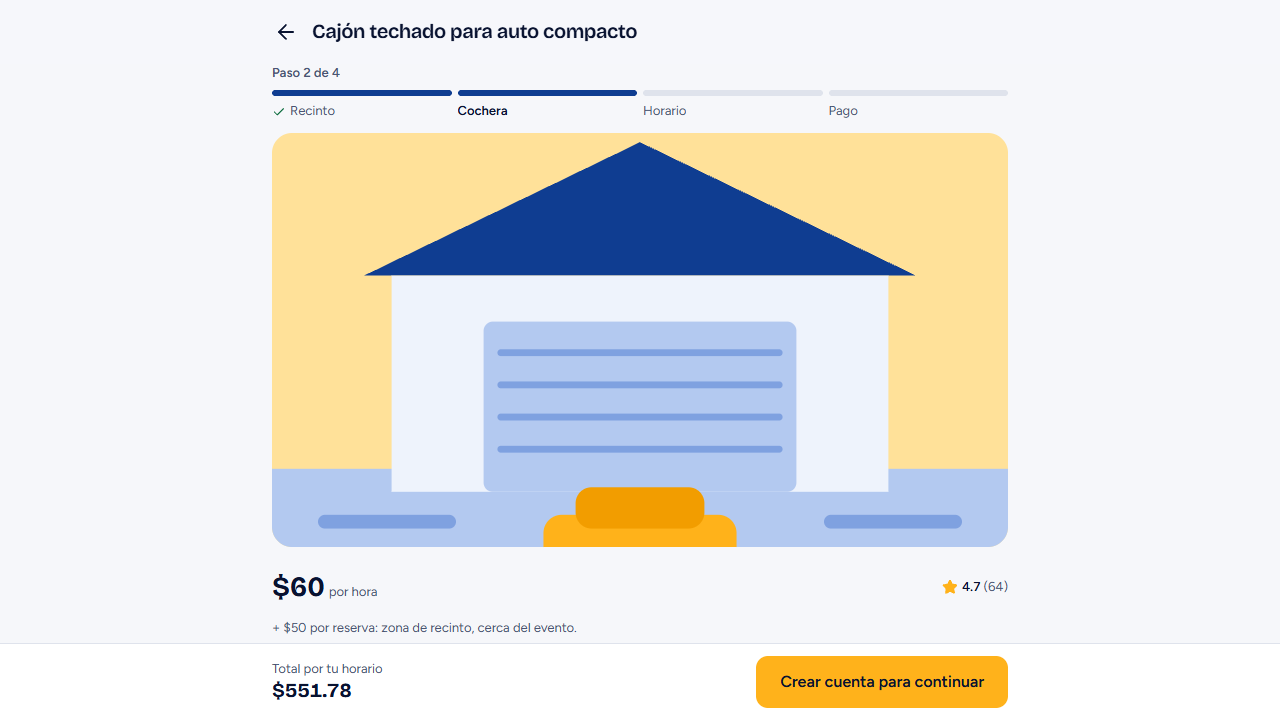 Cajón techado para auto compacto
Paso 2 de 4
Recinto
Cochera
Horario
Pago
$60 por hora
4.7 (64)
+ $50 por reserva: zona de recinto, cerca del evento.
Total por tu horario
$551.78
Crear cuenta para continuar